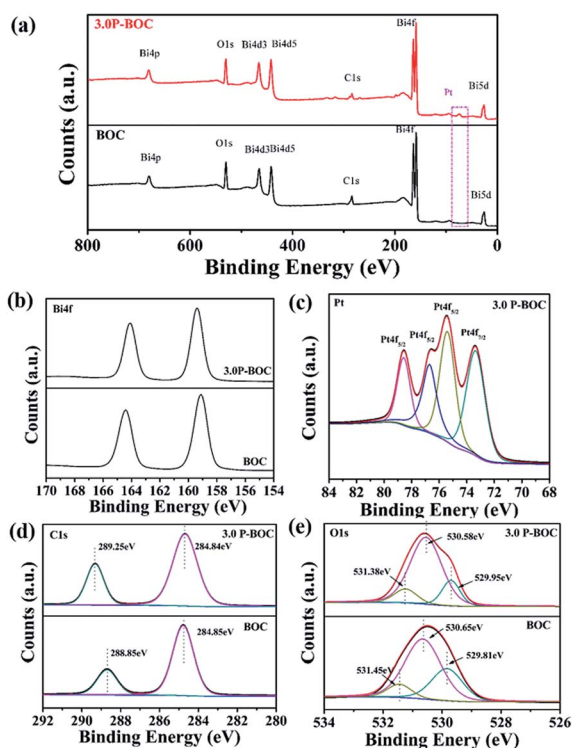 (a)
3.0P-BOC
Bi4f
O1s
Bi4d3
Bi4d5
Bi4p
C1s
Pt
Bi5d
BOC
Bi4f
O1s
Bi4d3
Bi4d5
Bi4p
C1s
Bi5d
Counts (a.u.)
800 600 400 200 0
Binding Energy (eV)
(b)
Bi4f
3.0P-BOC
BOC
Counts (a.u.)
170 168 166 164 162 160 158 156 154
Binding Energy (eV)
(c)
Pt
3.0 P-BOC
Pt4f5/2
Pt4f5/2
Pt4f5/2
Pt4f7/2
Counts (a.u.)
84 82 80 78 76 74 72 70 68
Binding Enery (eV)
(d)
C1s
3.0 P-BOC
289.25eV
284.84eV
BOC
288.85eV
284.85eV
Counts (a.u.)
292 290 288 286 284 282 280
Binding Energy (eV)
(e)
O1s
3.0 P-BOC
530.58eV
531.38eV
529.95eV
BOC
530.65eV
529.81eV
531.45eV
Counts (a.u.)
534 532 530 528 526
Binding Energy (eV)